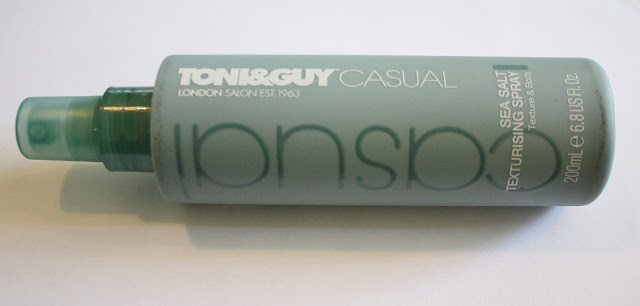 TONI&GUY CASUAL
LONDON SALON EST. 1963
casual
SEA SALT
TEXTURISING SPRAY
Texture & Body
200mL e 6.8 US Fl. Oz.